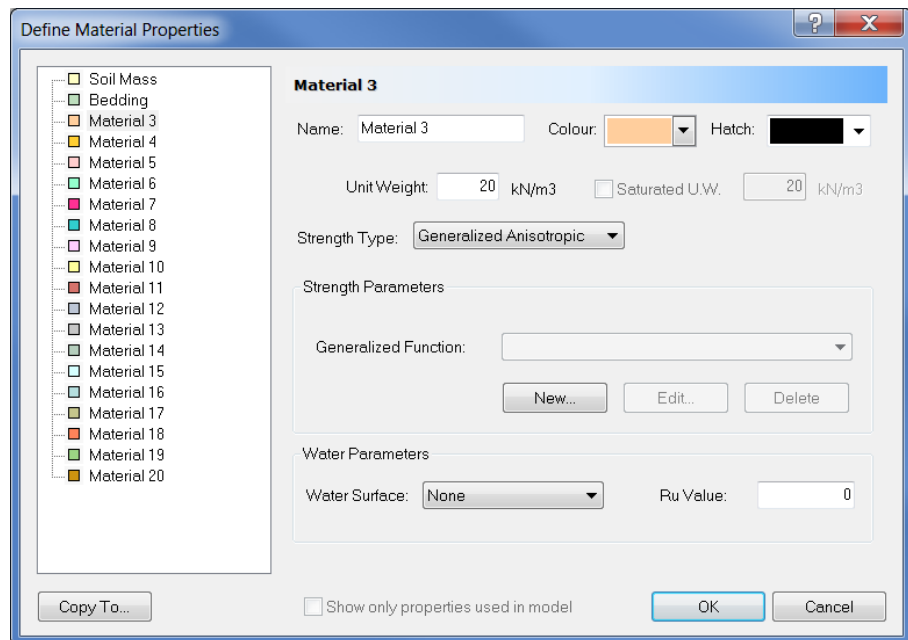 Define Material Properties
Soil Mass
Bedding
Material 3
Material 4
Material 5
Material 6
Material 7
Material 8
Material 9
Material 10
Material 11
Material 12
Material 13
Material 14
Material 15
Material 16
Material 17
Material 18
Material 19
Material 20
Material 3
Name: Material 3 Colour: Hatch:
Unit Weight: 20 kN/m3 Saturated U.W. 20 kN/m3
Strength Type: Generalized Anisotropic
Strength Parameters
Generalized Function:
New... Edit... Delete
Water Parameters
Water Surface: None Ru Value: 0
Copy To... Show only properties used in model OK Cancel